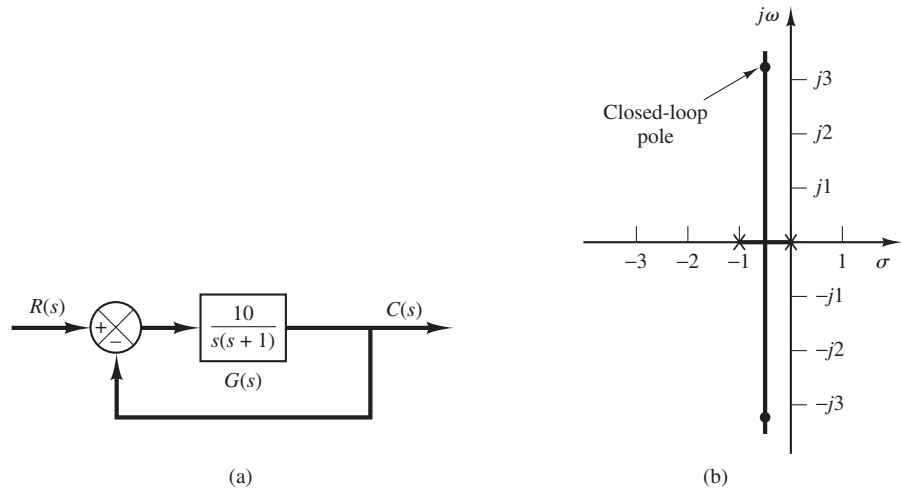 R(s)
+
−
10
s(s + 1)
G(s)
C(s)
(a)
jω
j3
j2
j1
Closed-loop
pole
−3 −2 −1 1 σ
−j1
−j2
−j3
(b)